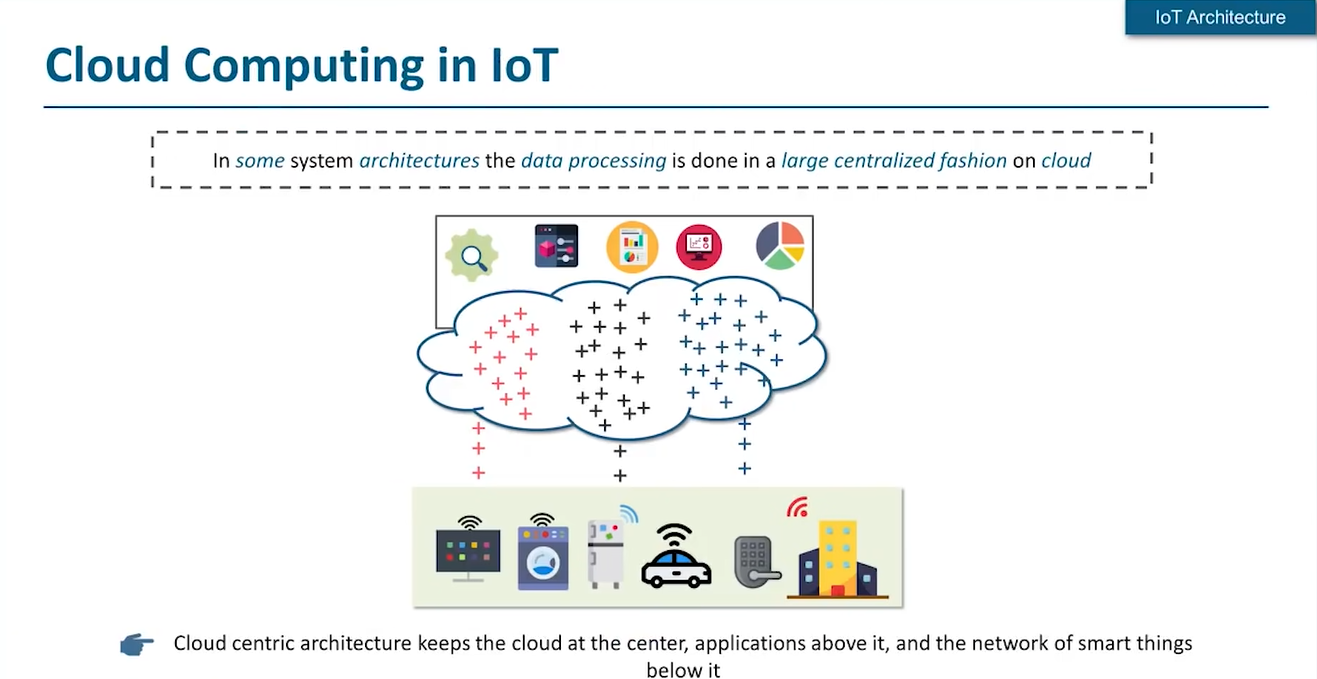 IoT Architecture
Cloud Computing in IoT
In some system architectures the data processing is done in a large centralized fashion on cloud
Cloud centric architecture keeps the cloud at the center, applications above it, and the network of smart things
below it